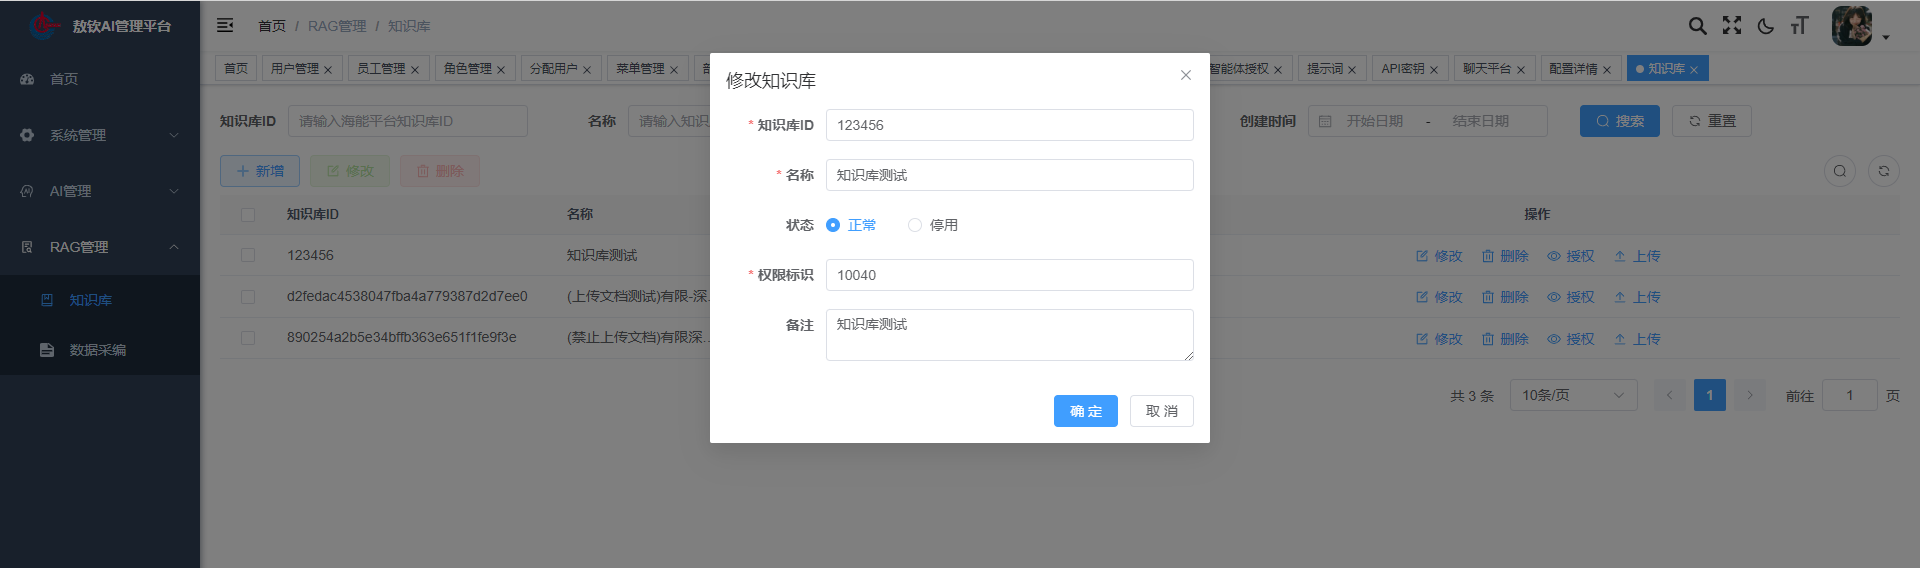 敖钦AI管理平台
首页 / RAG管理 / 知识库
首页
系统管理
AI管理
RAG管理
知识库
数据采编
首页 用户管理 员工管理 角色管理 分配用户 菜单管理
智能体授权 提示词 API密钥 聊天平台 配置详情 知识库
知识库ID 请输入海能平台知识库ID 名称 请输入知识
创建时间 开始日期 - 结束日期 搜索 重置
新增 修改 删除
知识库ID 名称 操作
123456 知识库测试 修改 删除 授权 上传
d2fedac4538047fba4a779387d2d7ee0 (上传文档测试)有限-深.. 修改 删除 授权 上传
890254a2b5e34bffb363e651f1fe9f3e (禁止上传文档)有限深... 修改 删除 授权 上传
共 3 条 10条/页 1 前往 1 页
修改知识库
* 知识库ID 123456
* 名称 知识库测试
状态 正常 停用
* 权限标识 10040
备注 知识库测试
确 定 取 消